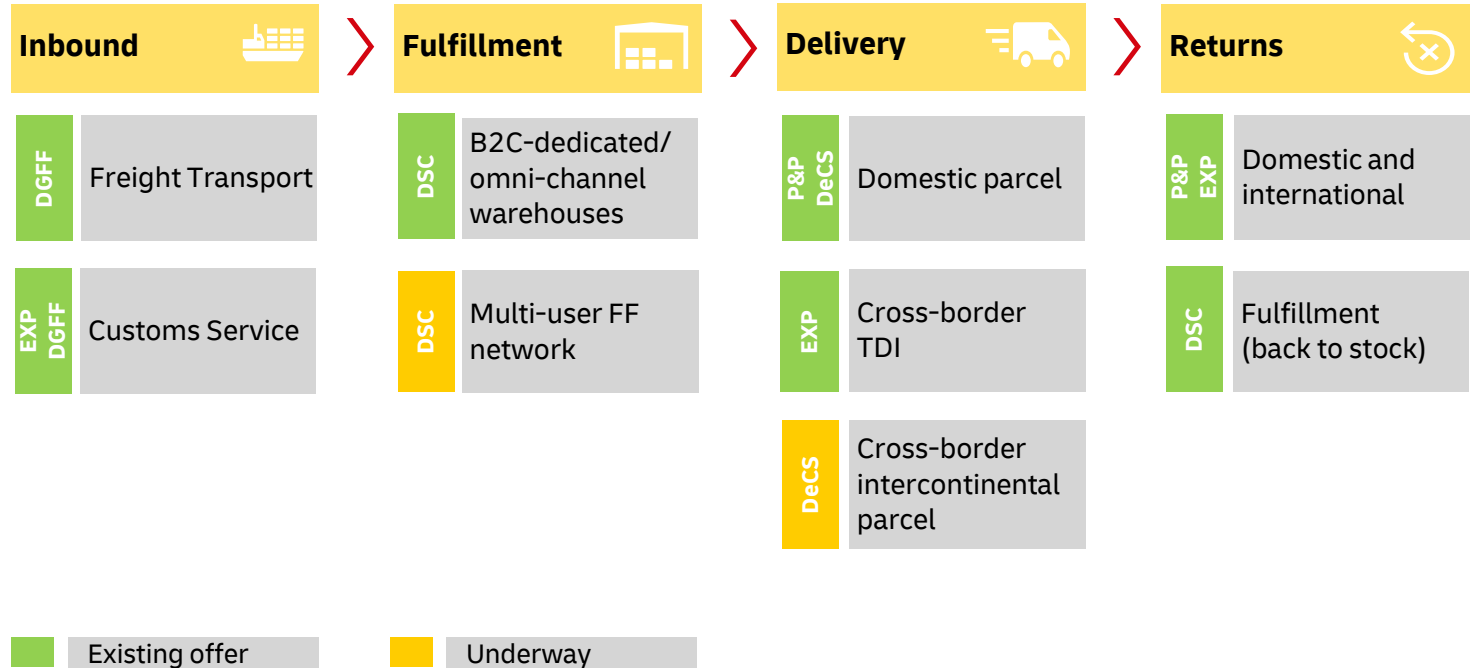 Inbound
Fulfillment
Delivery
Returns
DGFF
Freight Transport
EXP
DGFF
Customs Service
DSC
B2C-dedicated/
omni-channel
warehouses
DSC
Multi-user FF
network
P&P
DeCS
Domestic parcel
EXP
Cross-border
TDI
DeCS
Cross-border
intercontinental
parcel
P&P
EXP
Domestic and
international
DSC
Fulfillment
(back to stock)
Existing offer
Underway